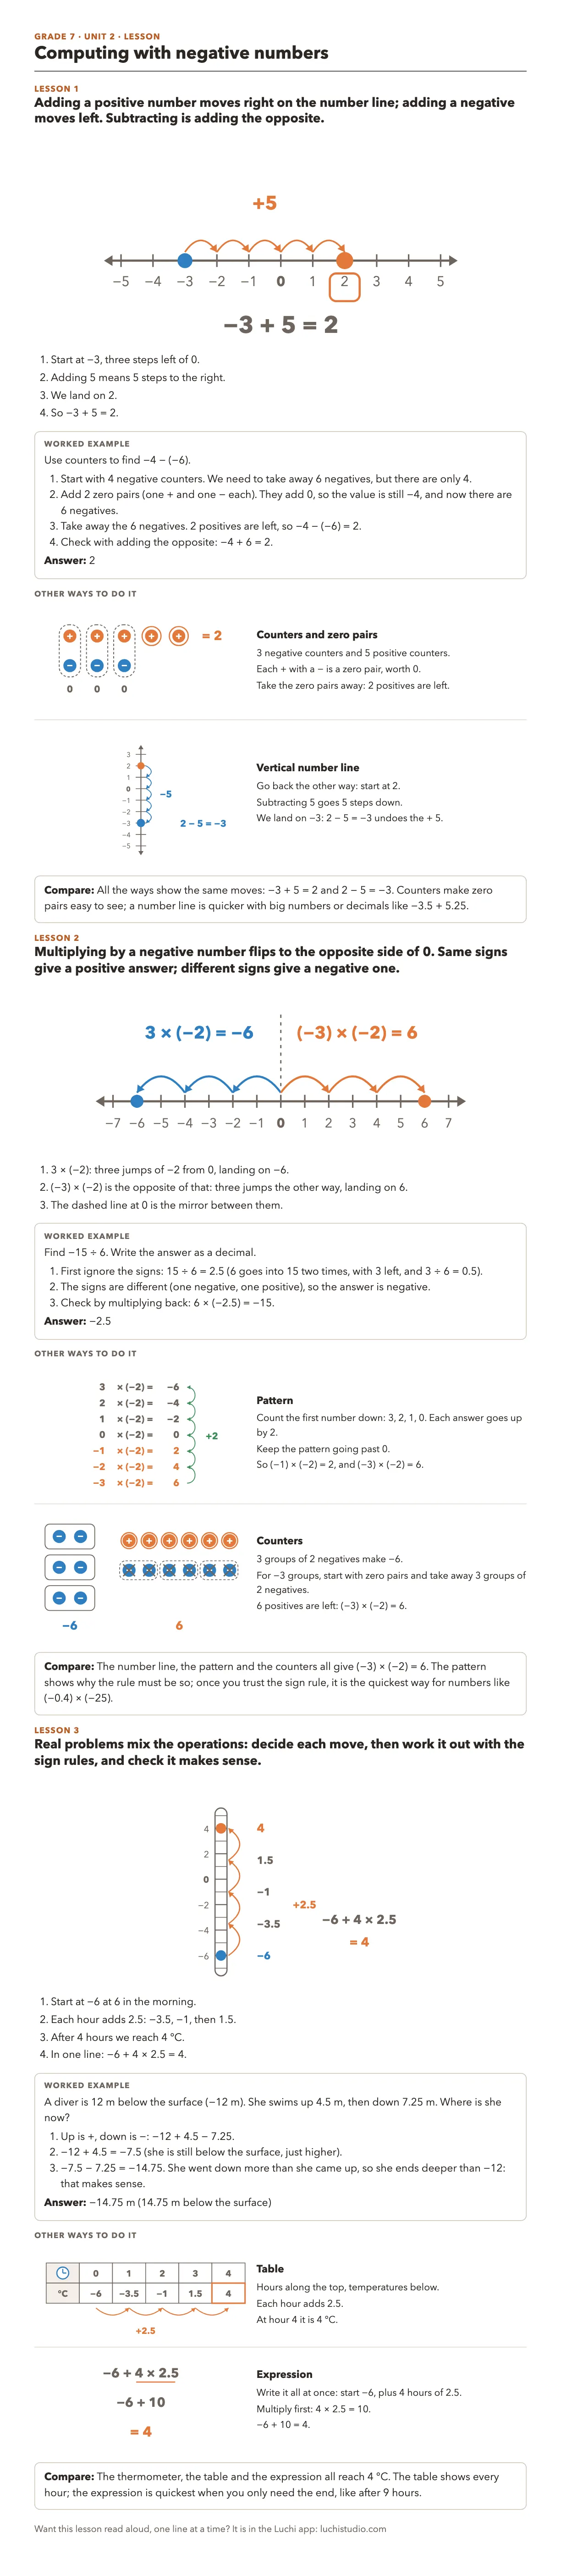 GRADE 7 · UNIT 2 · LESSON
Computing with negative numbers
LESSON 1
Adding a positive number moves right on the number line; adding a negative
moves left. Subtracting is adding the opposite.
+5
−5 −4 −3 −2 −1 0 1 2 3 4 5
−3 + 5 = 2
1. Start at −3, three steps left of 0.
2. Adding 5 means 5 steps to the right.
3. We land on 2.
4. So −3 + 5 = 2.
WORKED EXAMPLE
Use counters to find −4 − (−6).
1. Start with 4 negative counters. We need to take away 6 negatives, but there are only 4.
2. Add 2 zero pairs (one + and one − each). They add 0, so the value is still −4, and now there are
6 negatives.
3. Take away the 6 negatives. 2 positives are left, so −4 − (−6) = 2.
4. Check with adding the opposite: −4 + 6 = 2.
Answer: 2
OTHER WAYS TO DO IT
+ + + + + = 2
− − −
0 0 0
Counters and zero pairs
3 negative counters and 5 positive counters.
Each + with a − is a zero pair, worth 0.
Take the zero pairs away: 2 positives are left.
3
2
1
0
−1
−2
−3
−4
−5
−5
2 − 5 = −3
Vertical number line
Go back the other way: start at 2.
Subtracting 5 goes 5 steps down.
We land on −3: 2 − 5 = −3 undoes the + 5.
Compare: All the ways show the same moves: −3 + 5 = 2 and 2 − 5 = −3. Counters make zero
pairs easy to see; a number line is quicker with big numbers or decimals like −3.5 + 5.25.
LESSON 2
Multiplying by a negative number flips to the opposite side of 0. Same signs
give a positive answer; different signs give a negative one.
3 × (−2) = −6 (−3) × (−2) = 6
−7 −6 −5 −4 −3 −2 −1 0 1 2 3 4 5 6 7
1. 3 × (−2): three jumps of −2 from 0, landing on −6.
2. (−3) × (−2) is the opposite of that: three jumps the other way, landing on 6.
3. The dashed line at 0 is the mirror between them.
WORKED EXAMPLE
Find −15 ÷ 6. Write the answer as a decimal.
1. First ignore the signs: 15 ÷ 6 = 2.5 (6 goes into 15 two times, with 3 left, and 3 ÷ 6 = 0.5).
2. The signs are different (one negative, one positive), so the answer is negative.
3. Check by multiplying back: 6 × (−2.5) = −15.
Answer: −2.5
OTHER WAYS TO DO IT
3 × (−2) = −6
2 × (−2) = −4
1 × (−2) = −2
0 × (−2) = 0
−1 × (−2) = 2
−2 × (−2) = 4
−3 × (−2) = 6
+2
Pattern
Count the first number down: 3, 2, 1, 0. Each answer goes up
by 2.
Keep the pattern going past 0.
So (−1) × (−2) = 2, and (−3) × (−2) = 6.
− −
− −
− −
−6
+ + + + + +
6
Counters
3 groups of 2 negatives make −6.
For −3 groups, start with zero pairs and take away 3 groups of
2 negatives.
6 positives are left: (−3) × (−2) = 6.
Compare: The number line, the pattern and the counters all give (−3) × (−2) = 6. The pattern
shows why the rule must be so; once you trust the sign rule, it is the quickest way for numbers like
(−0.4) × (−25).
LESSON 3
Real problems mix the operations: decide each move, then work it out with the
sign rules, and check it makes sense.
4
2
0
−2
−4
−6
4
1.5
−1
−3.5
−6
+2.5
−6 + 4 × 2.5
= 4
1. Start at −6 at 6 in the morning.
2. Each hour adds 2.5: −3.5, −1, then 1.5.
3. After 4 hours we reach 4 °C.
4. In one line: −6 + 4 × 2.5 = 4.
WORKED EXAMPLE
A diver is 12 m below the surface (−12 m). She swims up 4.5 m, then down 7.25 m. Where is she
now?
1. Up is +, down is −: −12 + 4.5 − 7.25.
2. −12 + 4.5 = −7.5 (she is still below the surface, just higher).
3. −7.5 − 7.25 = −14.75. She went down more than she came up, so she ends deeper than −12:
that makes sense.
Answer: −14.75 m (14.75 m below the surface)
OTHER WAYS TO DO IT
0 1 2 3 4
°C −6 −3.5 −1 1.5 4
+2.5
Table
Hours along the top, temperatures below.
Each hour adds 2.5.
At hour 4 it is 4 °C.
−6 + 4 × 2.5
−6 + 10
= 4
Expression
Write it all at once: start −6, plus 4 hours of 2.5.
Multiply first: 4 × 2.5 = 10.
−6 + 10 = 4.
Compare: The thermometer, the table and the expression all reach 4 °C. The table shows every
hour; the expression is quickest when you only need the end, like after 9 hours.
Want this lesson read aloud, one line at a time? It is in the Luchi app: luchistudio.com